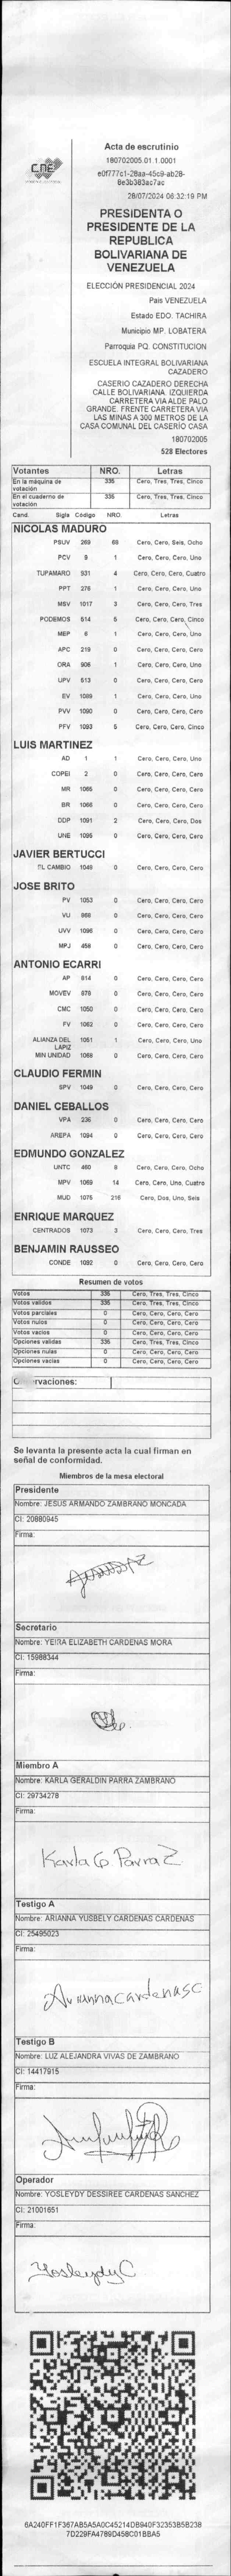 CNE
Acta de escrutinio
180702005.01.1.0001
e0f777c1-28aa-45c9-ab28-
8e3b383ac7ac
28/07/2024 06:32:19 PM
PRESIDENTA O
PRESIDENTE DE LA
REPUBLICA
BOLIVARIANA DE
VENEZUELA
ELECCIÓN PRESIDENCIAL 2024
Pais VENEZUELA
Estado EDO. TACHIRA
Municipio MP. LOBATERA
Parroquia PQ. CONSTITUCION
ESCUELA INTEGRAL BOLIVARIANA
CAZADERO
CASERIO CAZADERO DERECHA
CALLE BOLIVARIANA. IZQUIERDA
CARRETERA VIA ALDE PALO
GRANDE. FRENTE CARRETERA VIA
LAS MINAS A 300 METROS DE LA
CASA COMUNAL DEL CASERÍO CASA
180702005
528 Electores
Votantes NRO. Letras
En la máquina de votación 335 Cero, Tres, Tres, Cinco
En el cuaderno de votación 335 Cero, Tres, Tres, Cinco
Cand. Sigla Código NRO. Letras
NICOLAS MADURO
PSUV 269 68 Cero, Cero, Seis, Ocho
PCV 9 1 Cero, Cero, Cero, Uno
TUPAMARO 931 4 Cero, Cero, Cero, Cuatro
PPT 276 1 Cero, Cero, Cero, Uno
MSV 1017 3 Cero, Cero, Cero, Tres
PODEMOS 514 5 Cero, Cero, Cero, Cinco
MEP 8 1 Cero, Cero, Cero, Uno
APC 219 0 Cero, Cero, Cero, Cero
ORA 906 1 Cero, Cero, Cero, Uno
UPV 513 0 Cero, Cero, Cero, Cero
EV 1089 1 Cero, Cero, Cero, Uno
PVV 1090 0 Cero, Cero, Cero, Cero
PFV 1093 5 Cero, Cero, Cero, Cinco
LUIS MARTINEZ
AD 1 1 Cero, Cero, Cero, Uno
COPEI 2 0 Cero, Cero, Cero, Cero
MR 1065 0 Cero, Cero, Cero, Cero
BR 1066 0 Cero, Cero, Cero, Cero
DDP 1091 2 Cero, Cero, Cero, Dos
UNE 1095 0 Cero, Cero, Cero, Cero
JAVIER BERTUCCI
EL CAMBIO 1048 0 Cero, Cero, Cero, Cero
JOSE BRITO
PV 1053 0 Cero, Cero, Cero, Cero
VU 968 0 Cero, Cero, Cero, Cero
UVV 1096 0 Cero, Cero, Cero, Cero
MPJ 458 0 Cero, Cero, Cero, Cero
ANTONIO ECARRI
AP 814 0 Cero, Cero, Cero, Cero
MOVEV 979 0 Cero, Cero, Cero, Cero
CMC 1050 0 Cero, Cero, Cero, Cero
FV 1062 0 Cero, Cero, Cero, Cero
ALIANZA DEL LAPIZ 1051 1 Cero, Cero, Cero, Uno
MIN UNIDAD 1068 0 Cero, Cero, Cero, Cero
CLAUDIO FERMIN
SPV 1049 0 Cero, Cero, Cero, Cero
DANIEL CEBALLOS
VPA 236 0 Cero, Cero, Cero, Cero
AREPA 1094 0 Cero, Cero, Cero, Cero
EDMUNDO GONZALEZ
UNTC 460 8 Cero, Cero, Cero, Ocho
MPV 1069 14 Cero, Cero, Uno, Cuatro
MUD 1075 216 Cero, Dos, Uno, Seis
ENRIQUE MARQUEZ
CENTRADOS 1073 3 Cero, Cero, Cero, Tres
BENJAMIN RAUSSEO
CONDE 1092 0 Cero, Cero, Cero, Cero
Resumen de votos
Votos 335 Cero, Tres, Tres, Cinco
Votos validos 335 Cero, Tres, Tres, Cinco
Votos parciales 0 Cero, Cero, Cero, Cero
Votos nulos 0 Cero, Cero, Cero, Cero
Votos vacios 0 Cero, Cero, Cero, Cero
Opciones validas 335 Cero, Tres, Tres, Cinco
Opciones nulas 0 Cero, Cero, Cero, Cero
Opciones vacias 0 Cero, Cero, Cero, Cero
Observaciones:
Se levanta la presente acta la cual firman en
señal de conformidad.
Miembros de la mesa electoral
Presidente
Nombre: JESUS ARMANDO ZAMBRANO MONCADA
CI: 20880945
Firma:
Secretario
Nombre: YEIRA ELIZABETH CARDENAS MORA
CI: 15988344
Firma:
Miembro A
Nombre: KARLA GERALDIN PARRA ZAMBRANO
CI: 29734278
Firma:
Karla G Parra Z
Testigo A
Nombre: ARIANNA YUSBELY CARDENAS CARDENAS
CI: 25495023
Firma:
Ariannacardenasc
Testigo B
Nombre: LUZ ALEJANDRA VIVAS DE ZAMBRANO
CI: 14417915
Firma:
Operador
Nombre: YOSLEYDY DESSIREE CARDENAS SANCHEZ
CI: 21001651
Firma:
Yosleydy C
6A240FF1F367AB5A5A0C45214DB940F32353B5B238
7D229FA4789D458C01BBA5